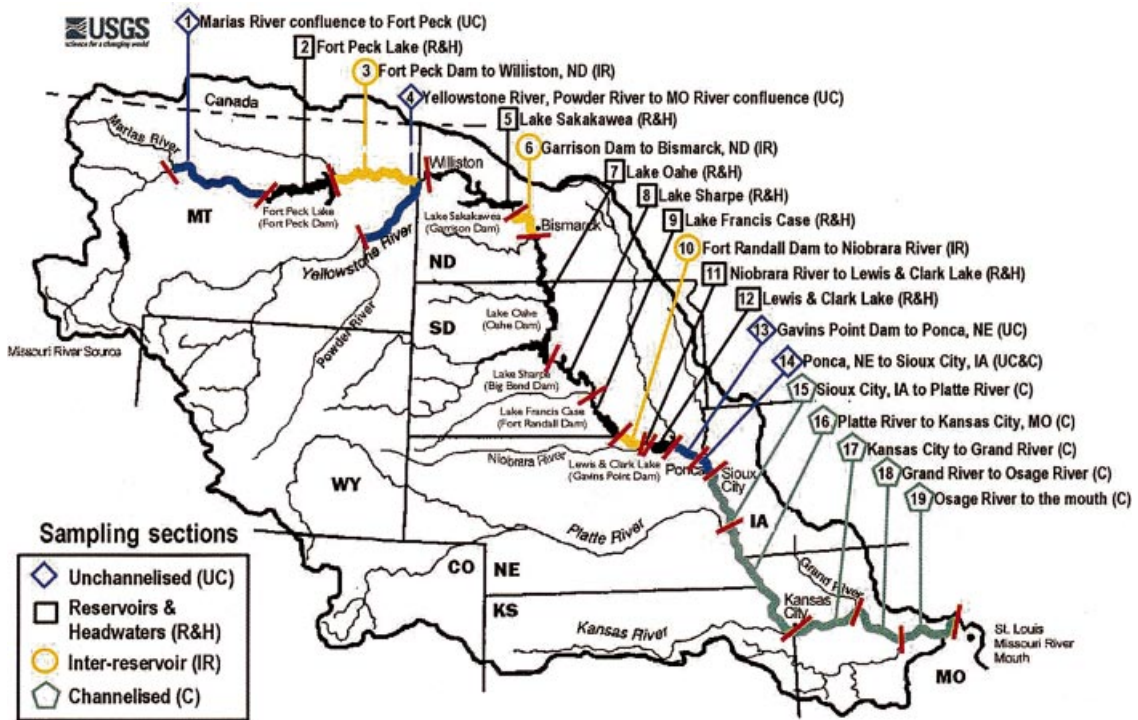 USGS
science for a changing world
1 Marias River confluence to Fort Peck (UC)
2 Fort Peck Lake (R&H)
3 Fort Peck Dam to Williston, ND (IR)
4 Yellowstone River, Powder River to MO River confluence (UC)
5 Lake Sakakawea (R&H)
6 Garrison Dam to Bismarck, ND (IR)
7 Lake Oahe (R&H)
8 Lake Sharpe (R&H)
9 Lake Francis Case (R&H)
10 Fort Randall Dam to Niobrara River (IR)
11 Niobrara River to Lewis & Clark Lake (R&H)
12 Lewis & Clark Lake (R&H)
13 Gavins Point Dam to Ponca, NE (UC)
14 Ponca, NE to Sioux City, IA (UC&C)
15 Sioux City, IA to Platte River (C)
16 Platte River to Kansas City, MO (C)
17 Kansas City to Grand River (C)
18 Grand River to Osage River (C)
19 Osage River to the mouth (C)
Canada
Marias River
Williston
MT
Fort Peck Lake
(Fort Peck Dam)
Lake Sakakawea
(Garrison Dam)
Bismarck
Yellowstone River
ND
Powder River
Lake Oahe
(Oahe Dam)
SD
Missouri River Source
Lake Sharpe
(Big Bend Dam)
Lake Francis Case
(Fort Randall Dam)
Niobrara River
Lewis & Clark Lake
(Gavins Point Dam)
Ponca
Sioux
City
WY
Platte River
IA
CO
NE
KS
Grand River
Kansas
City
Kansas River
St. Louis
Missouri River
Mouth
MO
Sampling sections
Unchannelised (UC)
Reservoirs &
Headwaters (R&H)
Inter-reservoir (IR)
Channelised (C)